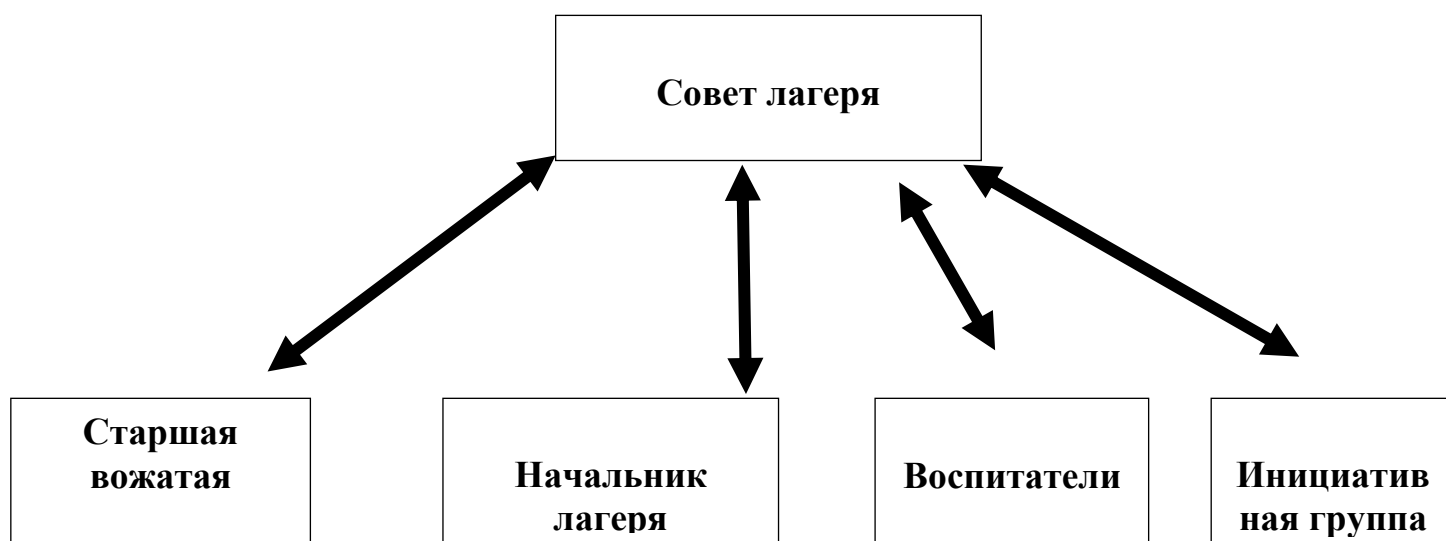 Совет лагеря
Старшая
вожатая
Начальник
лагеря
Воспитатели
Инициатив
ная группа